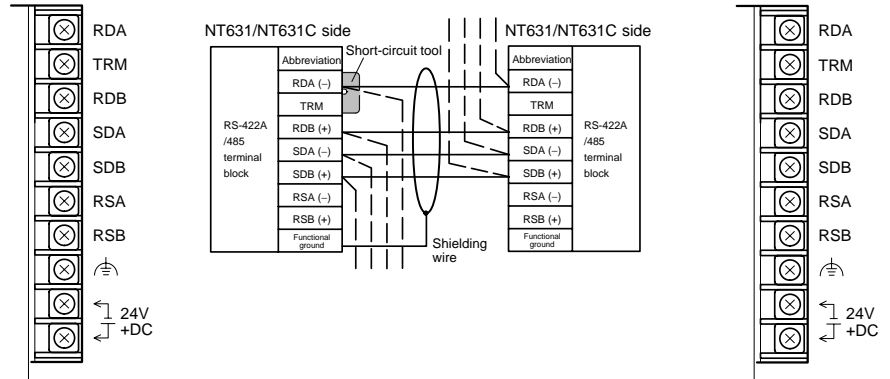 RDA
TRM
RDB
SDA
SDB
RSA
RSB
24V
+DC
NT631/NT631C side
Abbreviation
RDA (−)
TRM
RDB (+)
SDA (−)
SDB (+)
RSA (−)
RSB (+)
Functional
ground
RS-422A
/485
terminal
block
Short-circuit tool
Shielding
wire
NT631/NT631C side
Abbreviation
RDA (−)
TRM
RDB (+)
SDA (−)
SDB (+)
RSA (−)
RSB (+)
Functional
ground
RS-422A
/485
terminal
block
RDA
TRM
RDB
SDA
SDB
RSA
RSB
24V
+DC